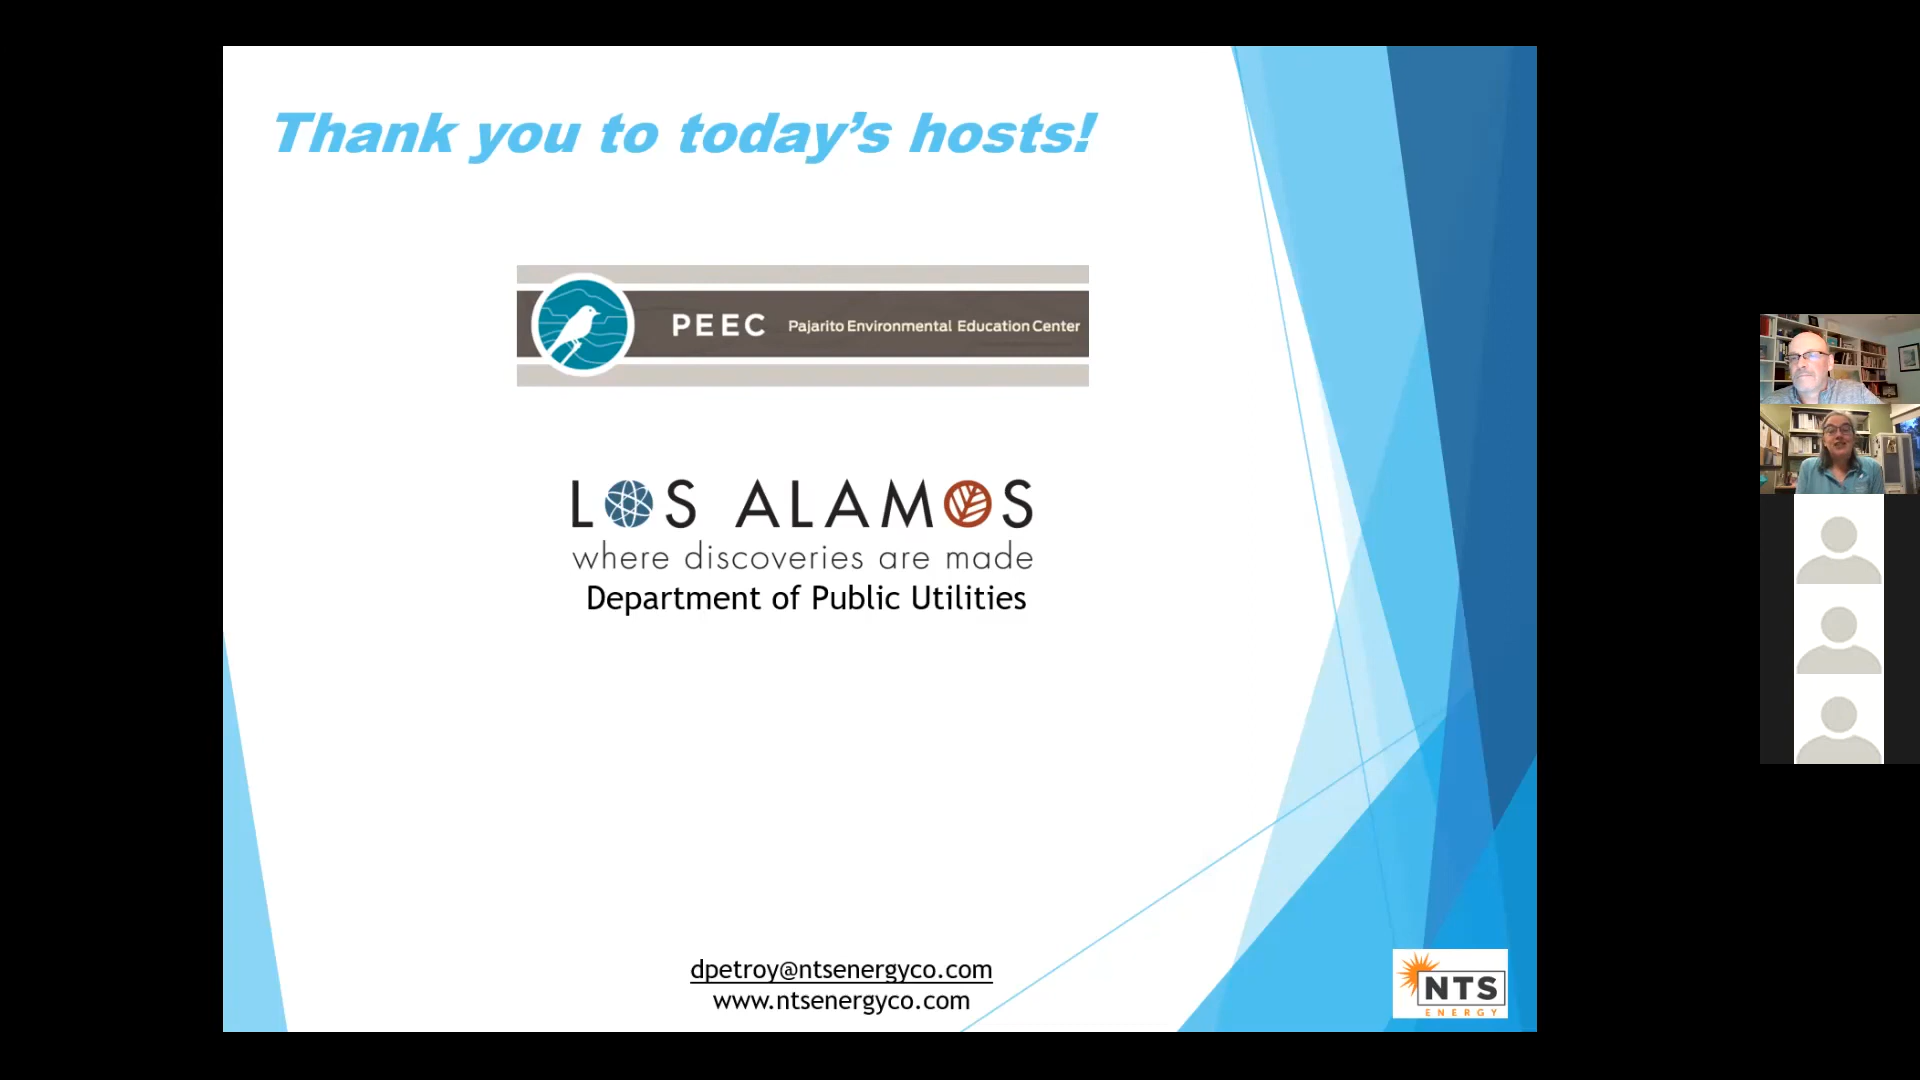 Thank you to today's hosts!
PEEC Pajarito Environmental Education Center
LOS ALAMOS
where discoveries are made
Department of Public Utilities
dpetroy@ntsenergyco.com
www.ntsenergyco.com
NTS
ENERGY